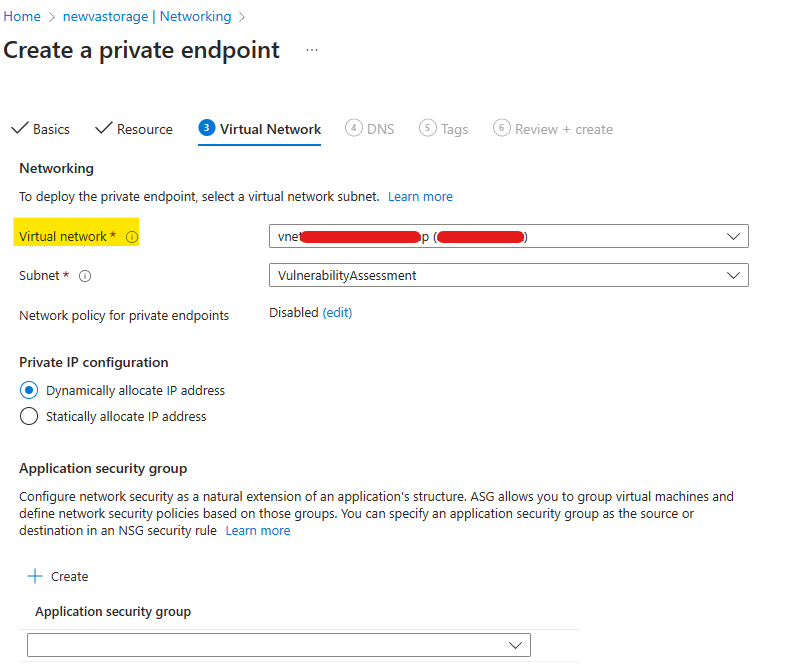 Home > newvastorage | Networking >
Create a private endpoint ...
Basics Resource 3 Virtual Network 4 DNS 5 Tags 6 Review + create
Networking
To deploy the private endpoint, select a virtual network subnet. Learn more
Virtual network *
vnet p ( )
Subnet *
VulnerabilityAssessment
Network policy for private endpoints
Disabled (edit)
Private IP configuration
Dynamically allocate IP address
Statically allocate IP address
Application security group
Configure network security as a natural extension of an application's structure. ASG allows you to group virtual machines and
define network security policies based on those groups. You can specify an application security group as the source or
destination in an NSG security rule Learn more
+ Create
Application security group